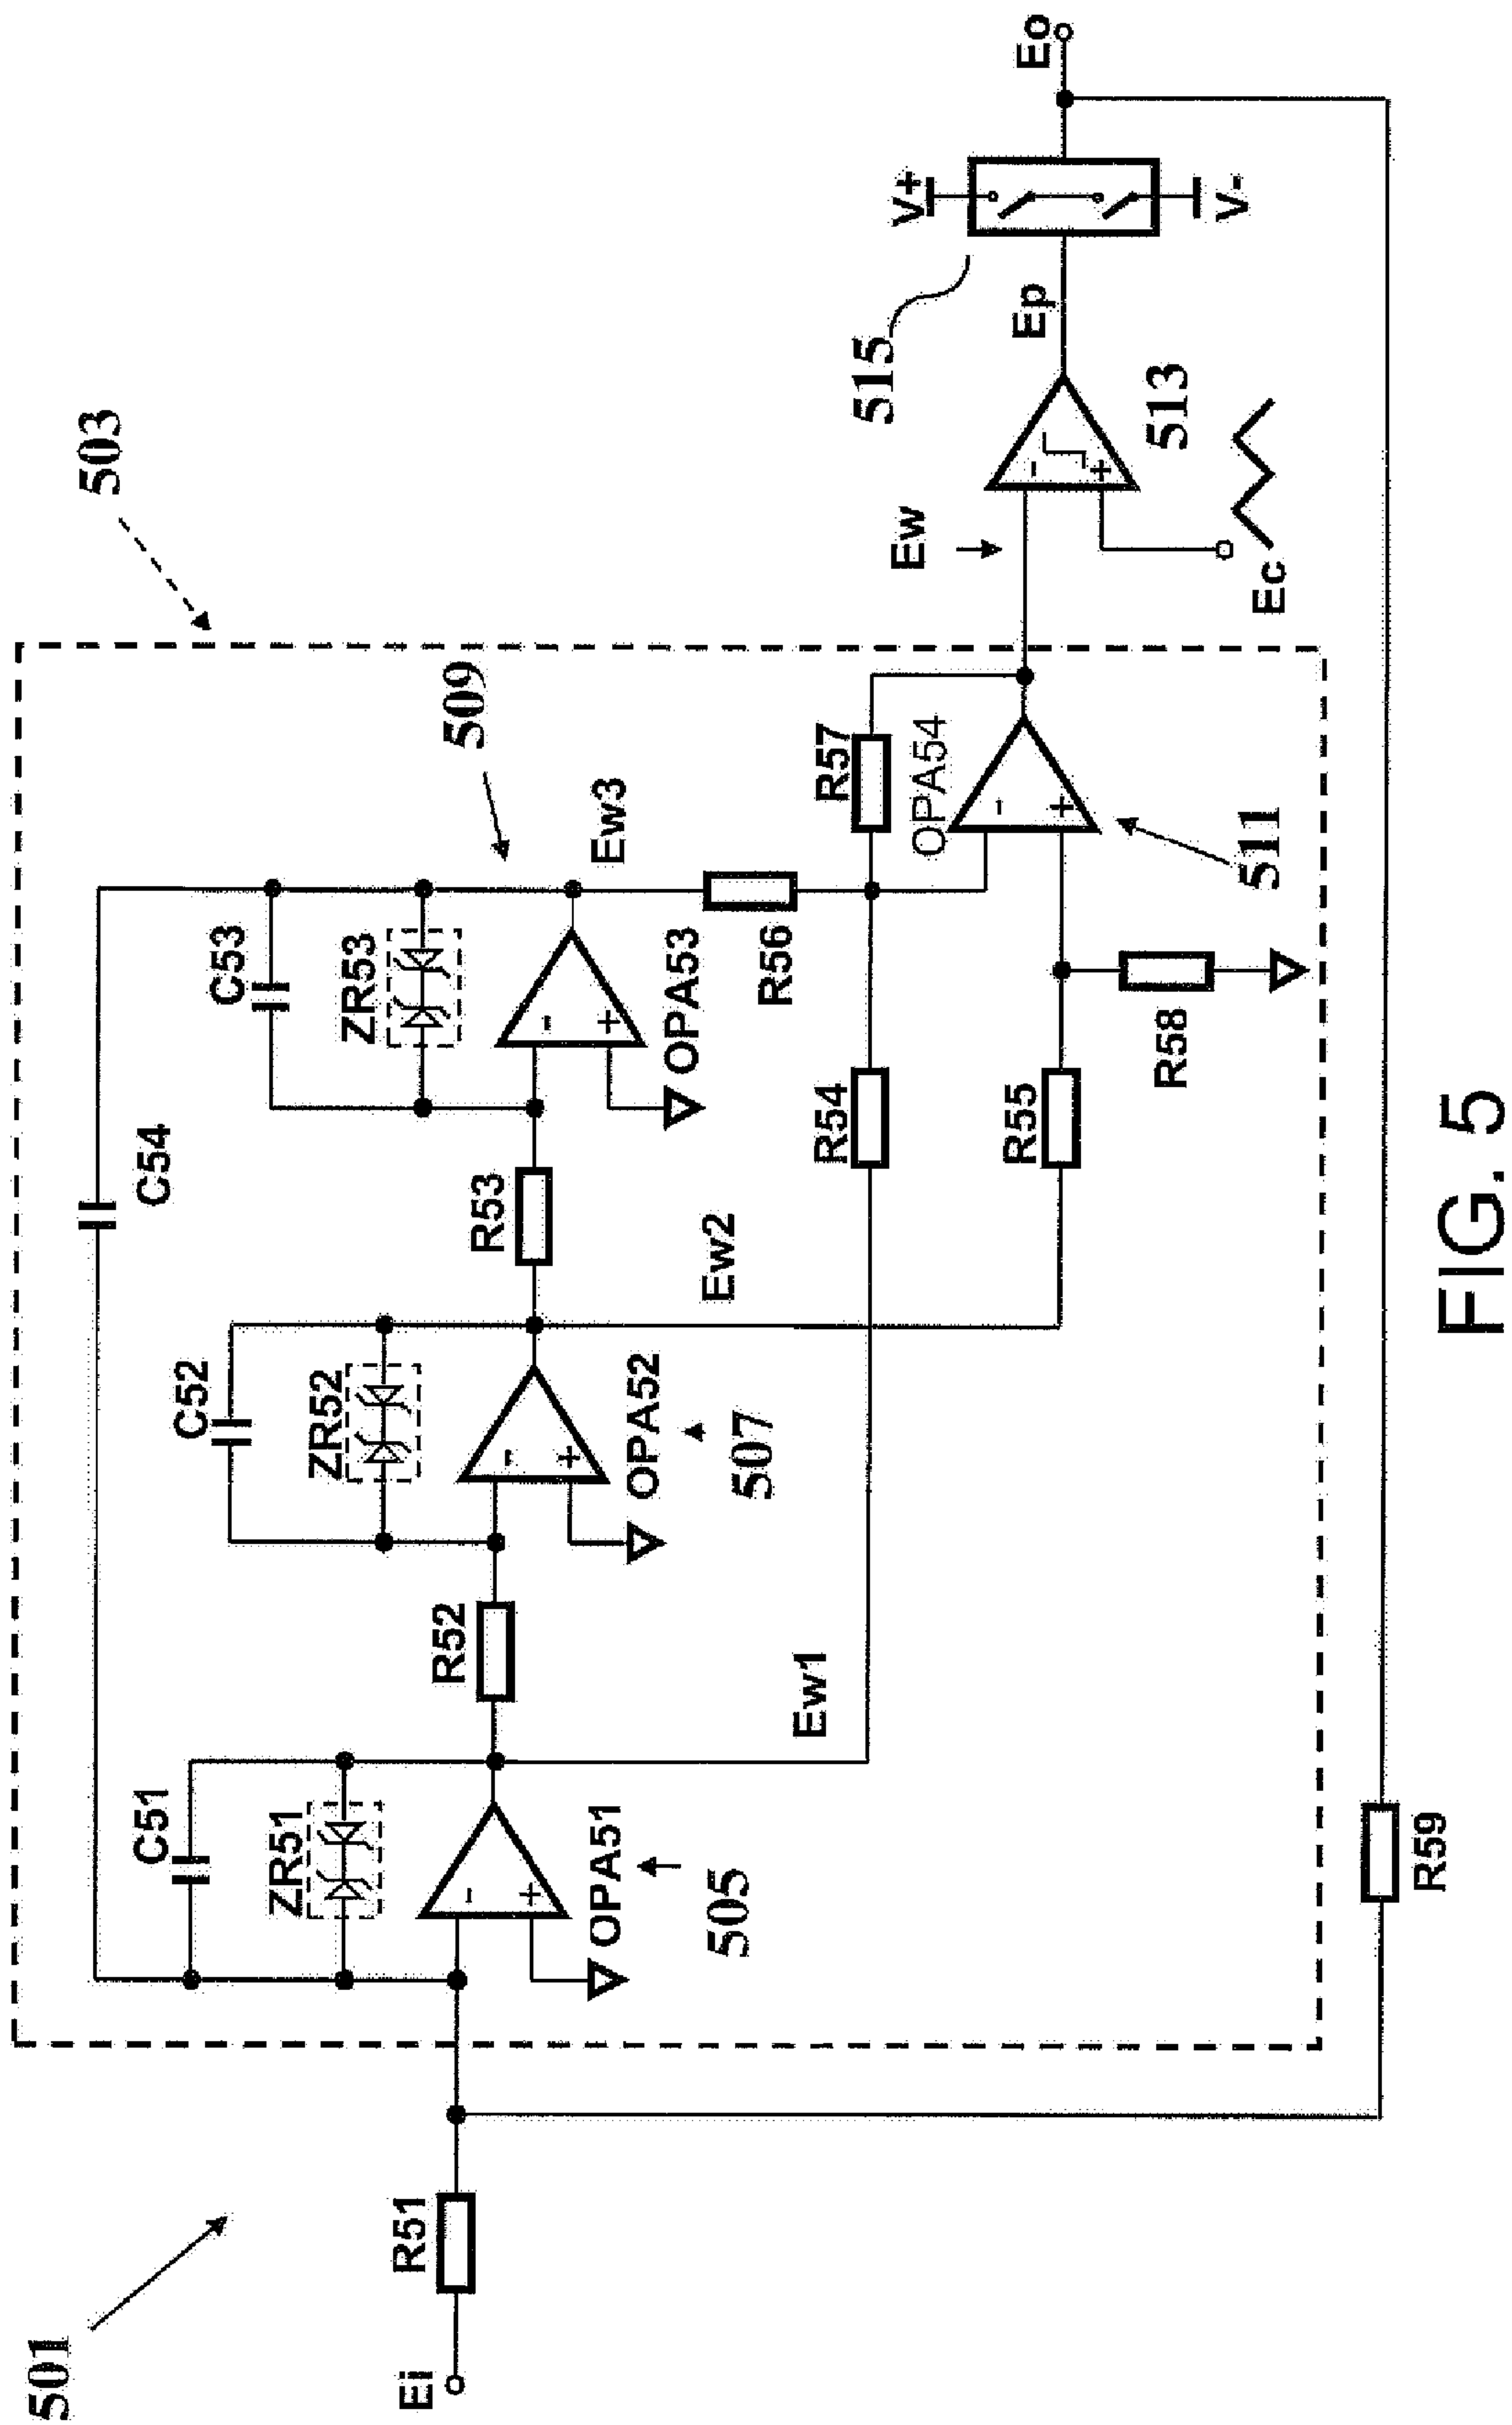 501
503
C54
C51
C52
C53
ZR51
ZR52
ZR53
509
Ei
R51
-
+
OPA51
505
R52
-
+
OPA52
507
R53
-
+
OPA53
Ew1
Ew2
Ew3
R56
R54
R57
OPA54
-
+
R55
R58
511
Ew
-
+
513
Ec
Ep
515
V+
V-
Eo
R59
FIG. 5